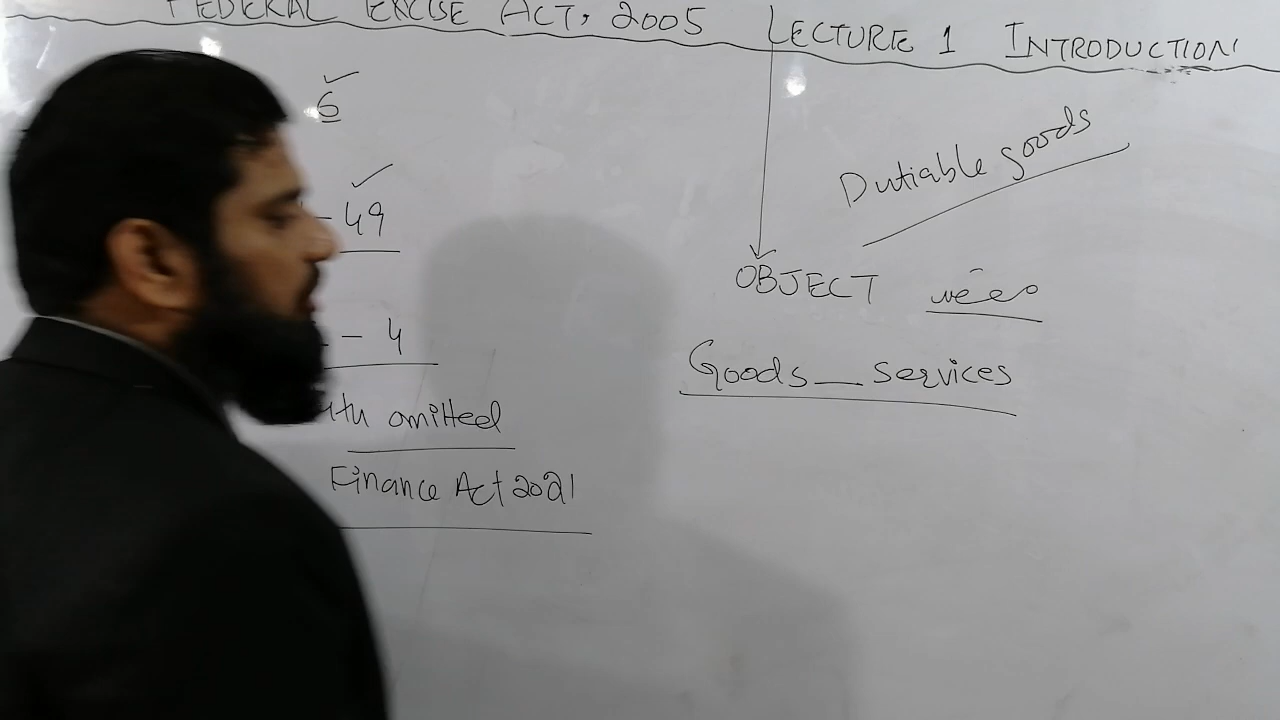 FEDERAL EXCISE ACT, 2005 LECTURE 1 INTRODUCTION
6
- 49
- 4
omitted
Finance Act 2021
Dutiable goods
OBJECT
Goods — services